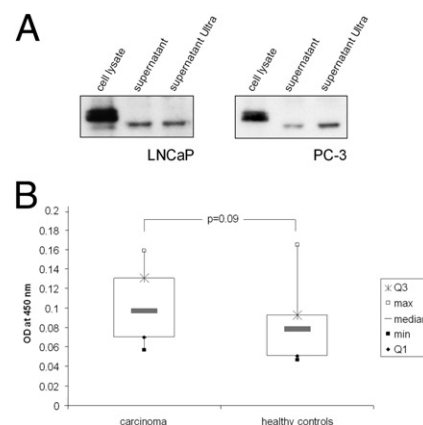 A
cell lysate
supernatant
supernatant Ultra
cell lysate
supernatant
supernatant Ultra
LNCaP
PC-3
B
p=0.09
OD at 450 nm
0.2
0.18
0.16
0.14
0.12
0.1
0.08
0.06
0.04
0.02
0
carcinoma
healthy controls
Q3
max
median
min
Q1